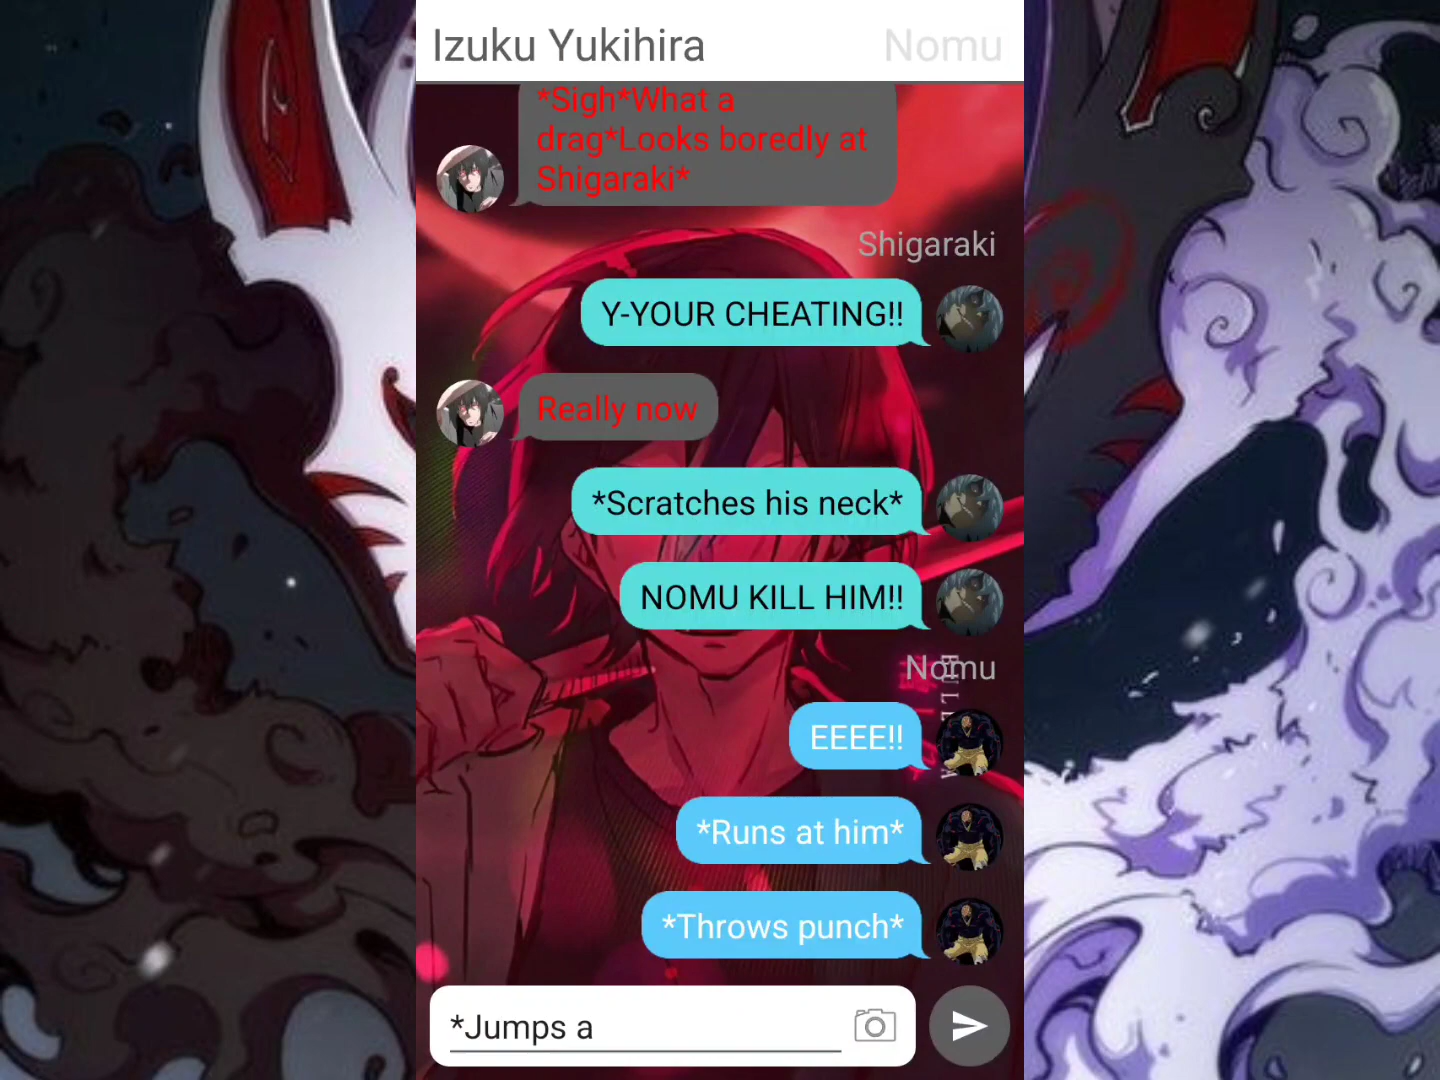 Izuku Yukihira
Nomu
*Sigh*What a
drag*Looks boredly at
Shigaraki*
Shigaraki
Y-YOUR CHEATING!!
Really now
*Scratches his neck*
NOMU KILL HIM!!
Nomu
EEEE!!
*Runs at him*
*Throws punch*
*Jumps a